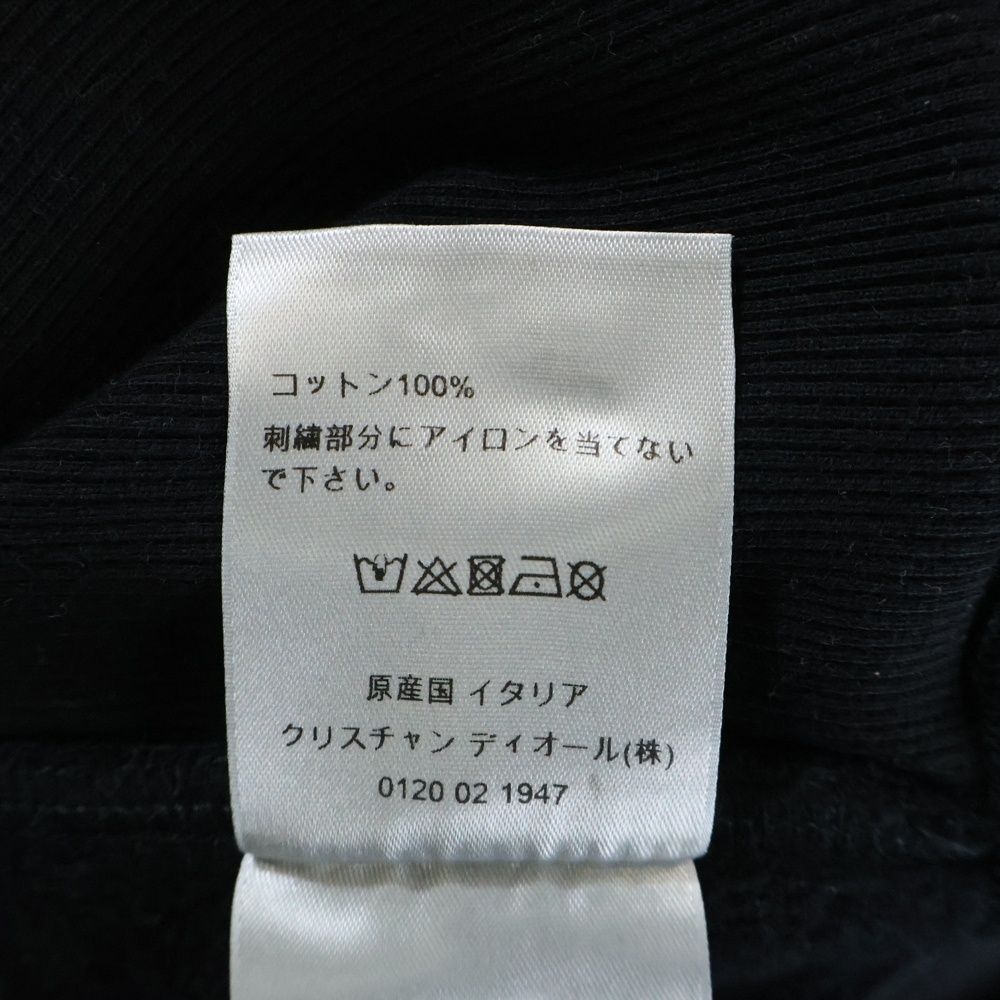 コットン100%
刺繍部分にアイロンを当てない
で下さい。
原産国 イタリア
クリスチャン ディオール(株)
0120 02 1947